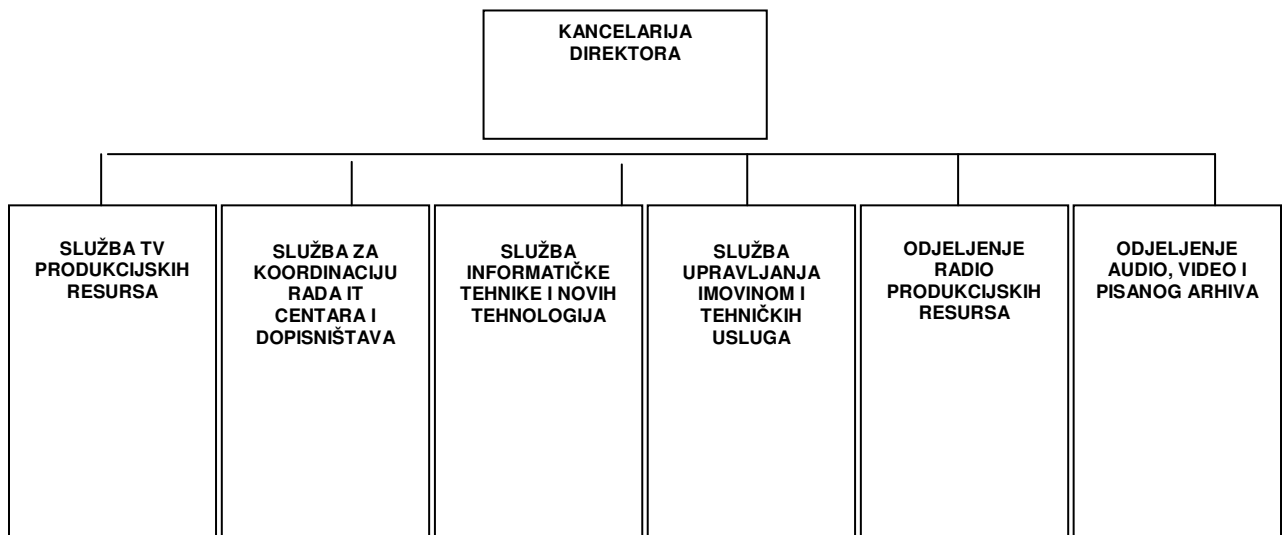 KANCELARIJA
DIREKTORA
SLUŽBA TV
PRODUKCIJSKIH
RESURSA
SLUŽBA ZA
KOORDINACIJU
RADA IT
CENTARA I
DOPISNIŠTAVA
SLUŽBA
INFORMATIČKE
TEHNIKE I NOVIH
TEHNOLOGIJA
SLUŽBA
UPRAVLJANJA
IMOVINOM I
TEHNIČKIH
USLUGA
ODJELJENJE
RADIO
PRODUKCIJSKIH
RESURSA
ODJELJENJE
AUDIO, VIDEO I
PISANOG ARHIVA